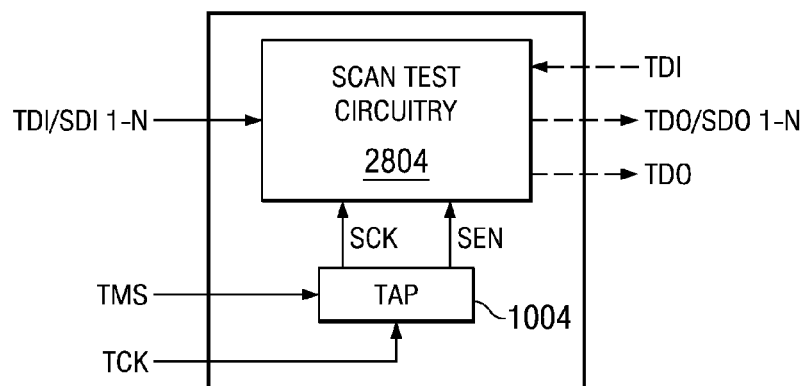 SCAN TEST
CIRCUITRY
2804
TDI/SDI 1-N
TDI
TDO/SDO 1-N
TDO
SCK
SEN
TMS
TAP
1004
TCK